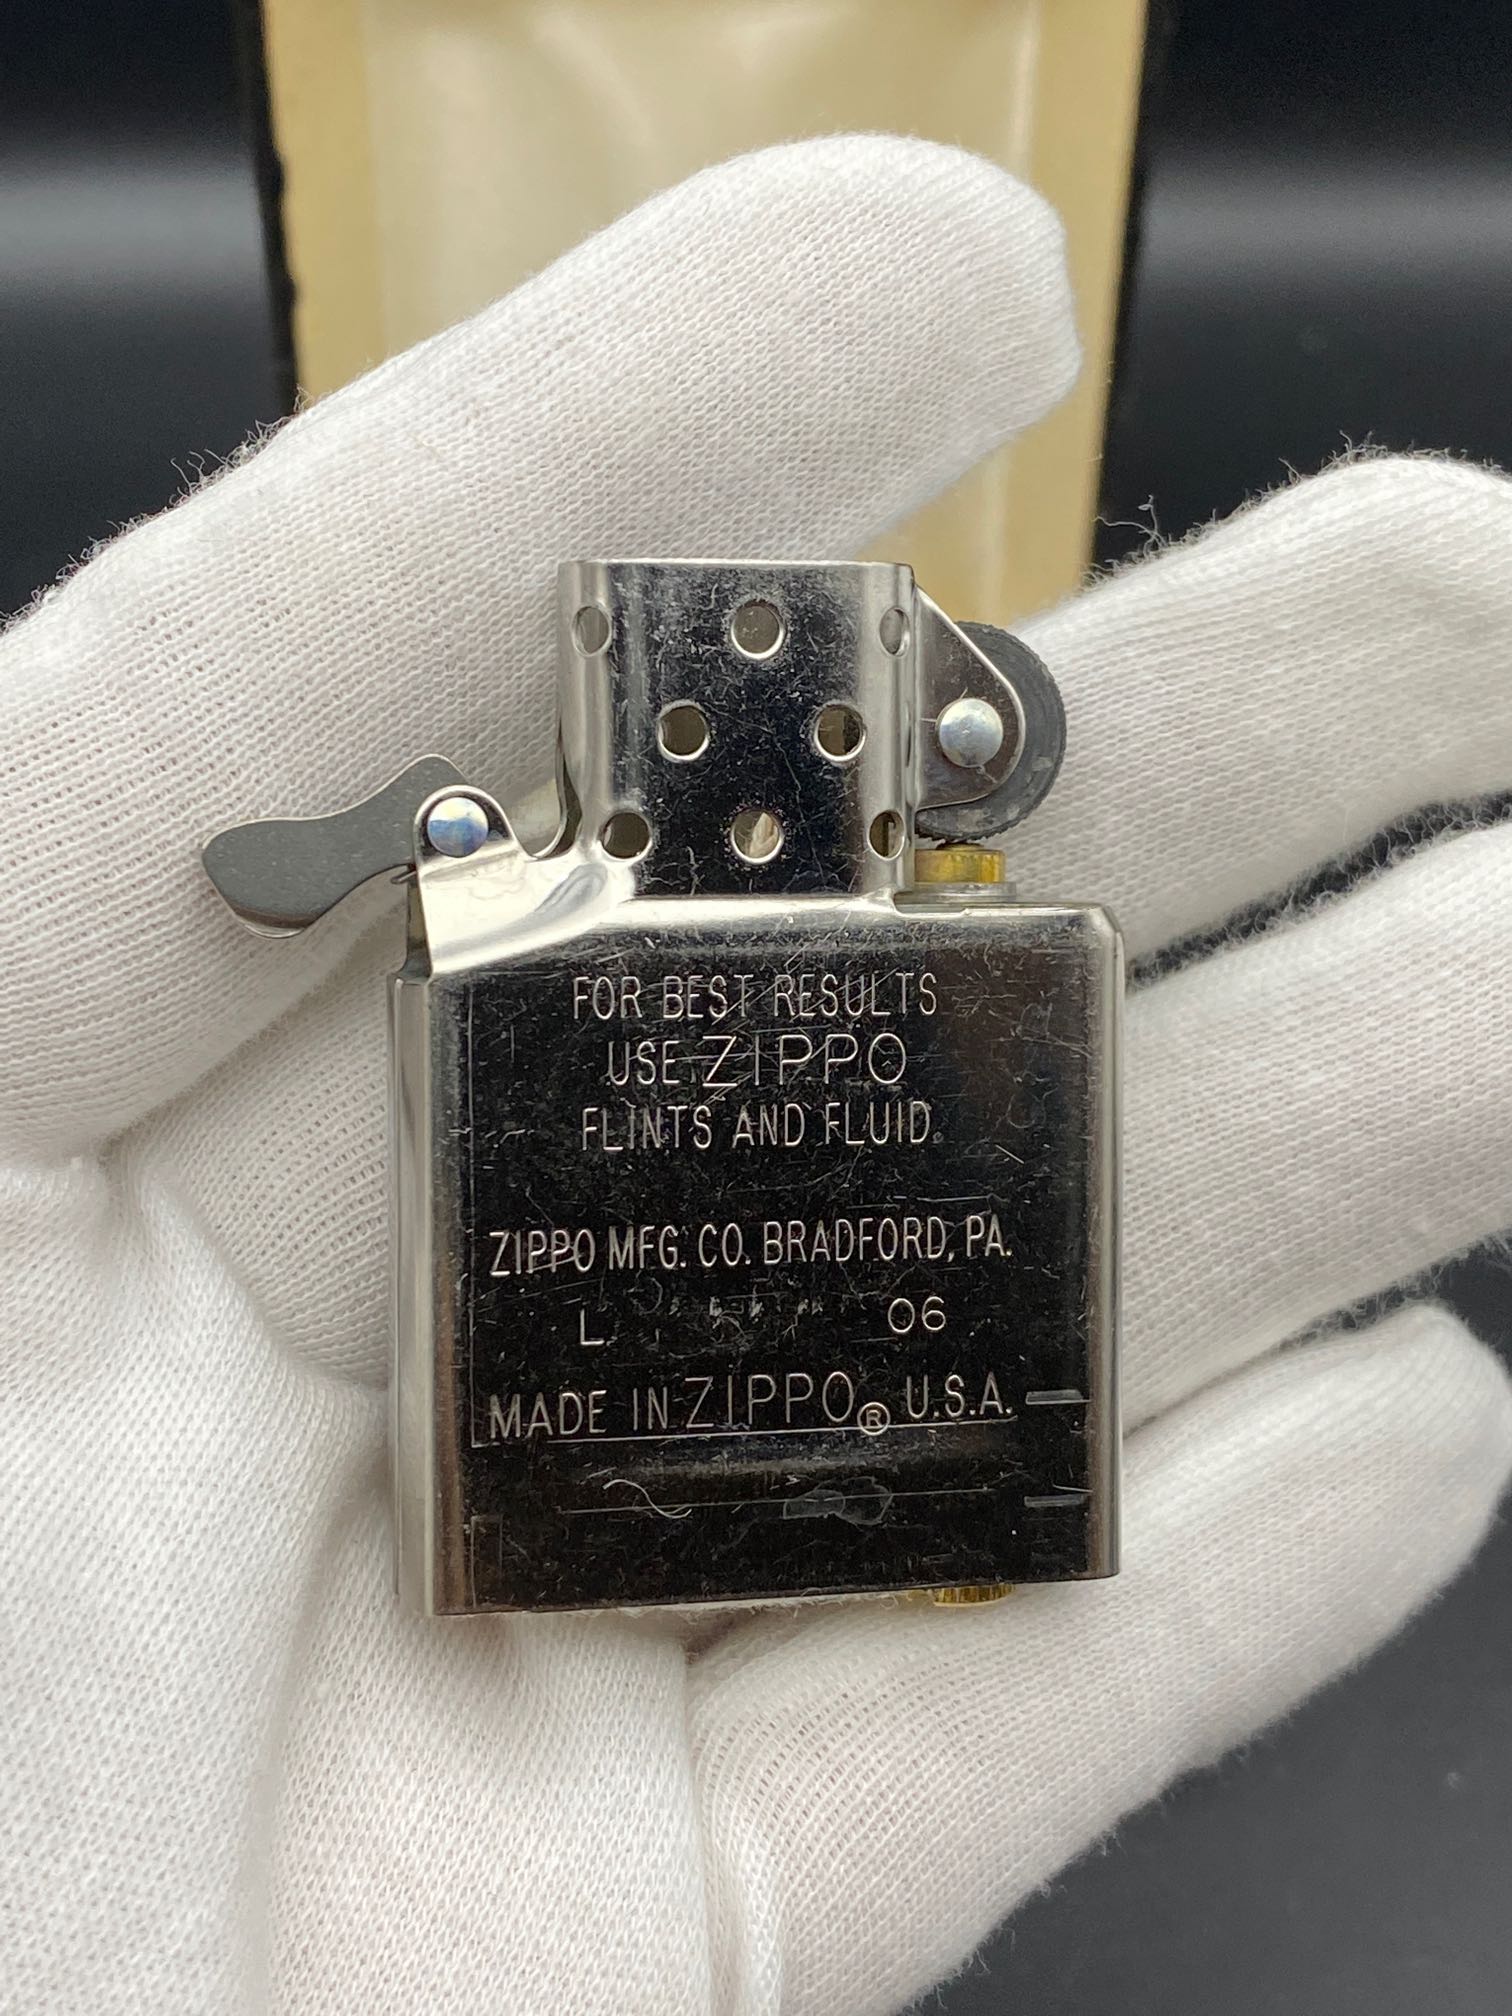 FOR BEST RESULTS
USE ZIPPO
FLINTS AND FLUID
ZIPPO MFG. CO. BRADFORD, PA.
L 06
MADE IN ZIPPO® U.S.A.